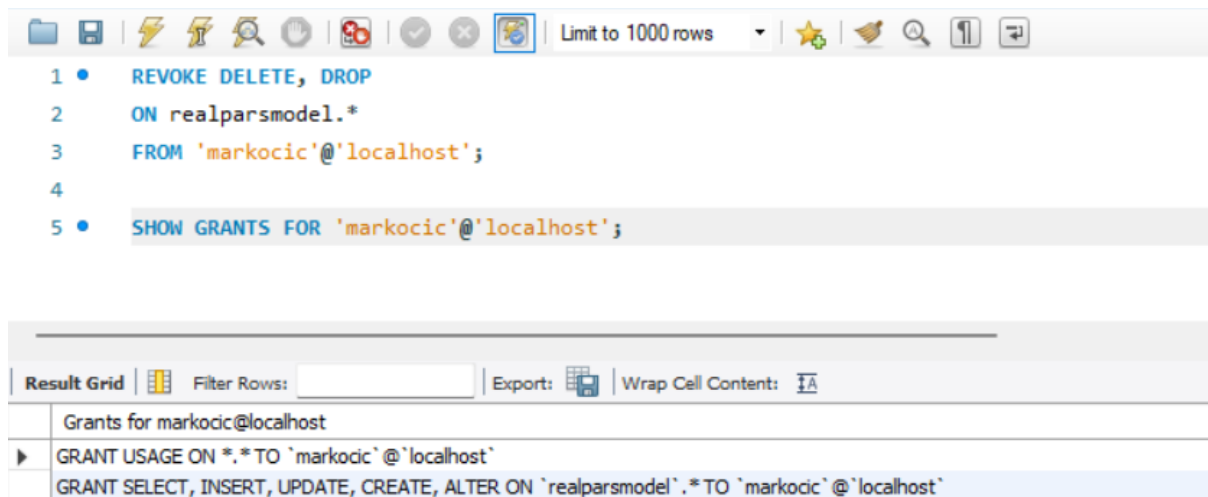 Limit to 1000 rows
1 REVOKE DELETE, DROP
2 ON realparsmodel.*
3 FROM 'markocic'@'localhost';
4
5 SHOW GRANTS FOR 'markocic'@'localhost';
Result Grid Filter Rows: Export: Wrap Cell Content: IA
Grants for markocic@localhost
GRANT USAGE ON *.* TO `markocic`@`localhost`
GRANT SELECT, INSERT, UPDATE, CREATE, ALTER ON `realparsmodel`.* TO `markocic`@`localhost`